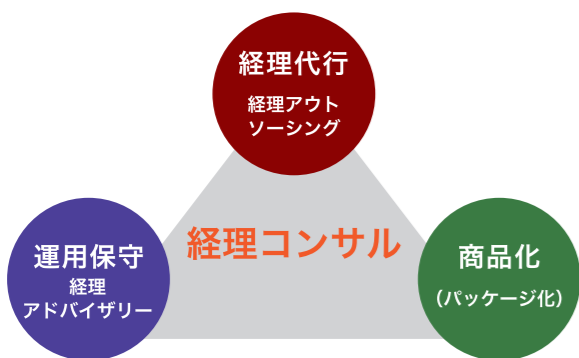 経理代行
経理アウト
ソーシング
経理コンサル
運用保守
経理
アドバイザリー
商品化
（パッケージ化）